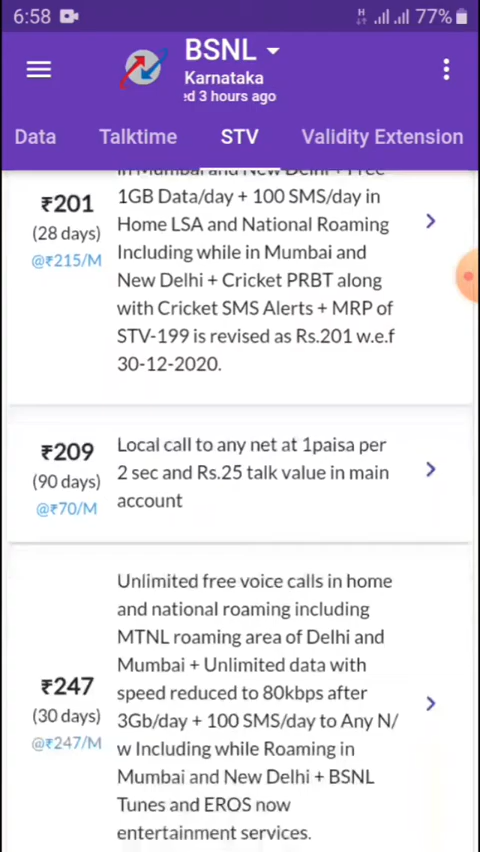 6:58
H
77%
BSNL
Karnataka
ed 3 hours ago
Data Talktime STV Validity Extension
in Mumbai and New Delhi + Free
₹201
(28 days)
@₹215/M
1GB Data/day + 100 SMS/day in
Home LSA and National Roaming
Including while in Mumbai and
New Delhi + Cricket PRBT along
with Cricket SMS Alerts + MRP of
STV-199 is revised as Rs.201 w.e.f
30-12-2020.
₹209
(90 days)
@₹70/M
Local call to any net at 1paisa per
2 sec and Rs.25 talk value in main
account
₹247
(30 days)
@₹247/M
Unlimited free voice calls in home
and national roaming including
MTNL roaming area of Delhi and
Mumbai + Unlimited data with
speed reduced to 80kbps after
3Gb/day + 100 SMS/day to Any N/
w Including while Roaming in
Mumbai and New Delhi + BSNL
Tunes and EROS now
entertainment services.